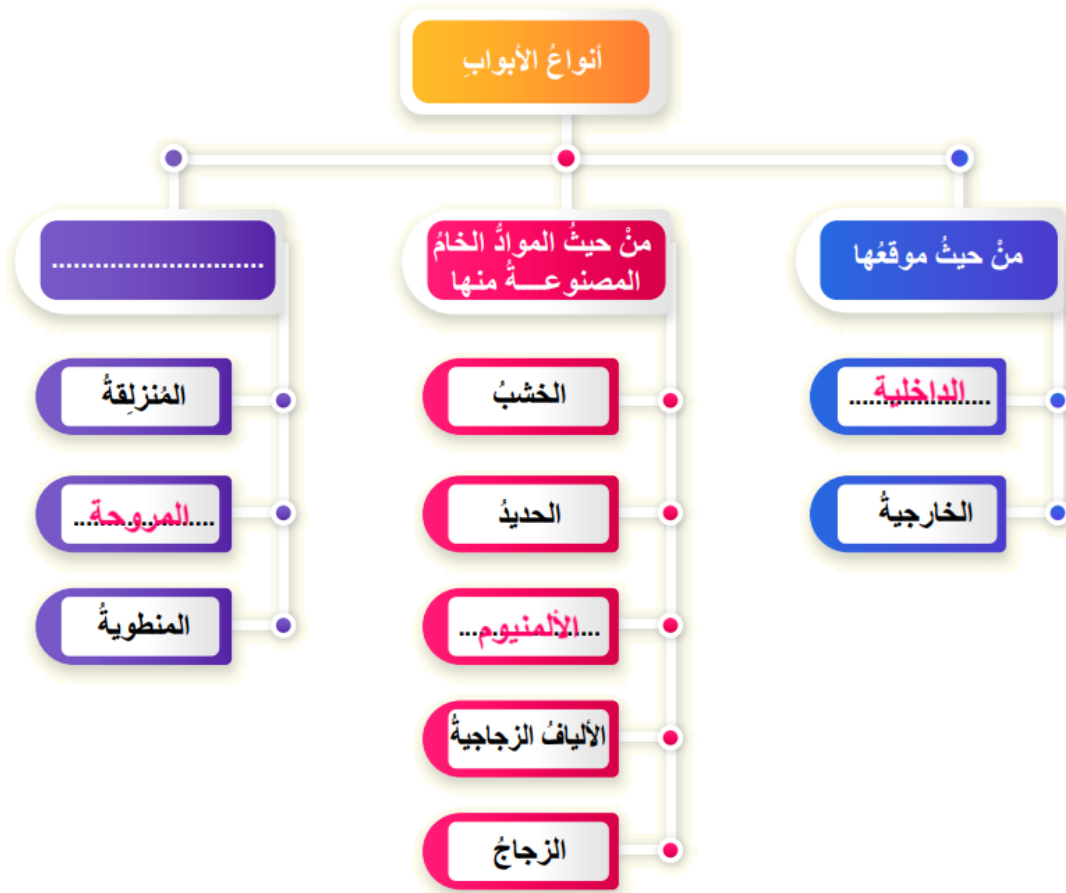 أنواعُ الأبوابِ
منْ حيثُ موقعُها
الداخلية
الخارجيةُ
منْ حيثُ الموادُّ الخامُ
المصنوعـــةُ منها
الخشبُ
الحديدُ
الألمنيوم
الأليافُ الزجاجيةُ
الزجاجُ
............................
المُنزلِقةُ
المروحة
المنطويةُ